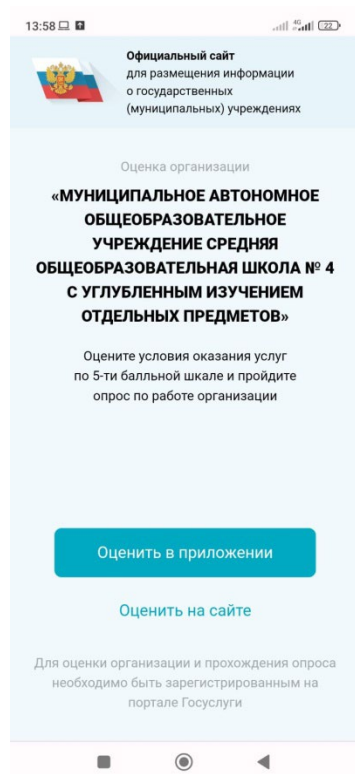 13:58
4G
22
Официальный сайт
для размещения информации
о государственных
(муниципальных) учреждениях
Оценка организации
«МУНИЦИПАЛЬНОЕ АВТОНОМНОЕ
ОБЩЕОБРАЗОВАТЕЛЬНОЕ
УЧРЕЖДЕНИЕ СРЕДНЯЯ
ОБЩЕОБРАЗОВАТЕЛЬНАЯ ШКОЛА № 4
С УГЛУБЛЕННЫМ ИЗУЧЕНИЕМ
ОТДЕЛЬНЫХ ПРЕДМЕТОВ»
Оцените условия оказания услуг
по 5-ти балльной шкале и пройдите
опрос по работе организации
Оценить в приложении
Оценить на сайте
Для оценки организации и прохождения опроса
необходимо быть зарегистрированным на
портале Госуслуги